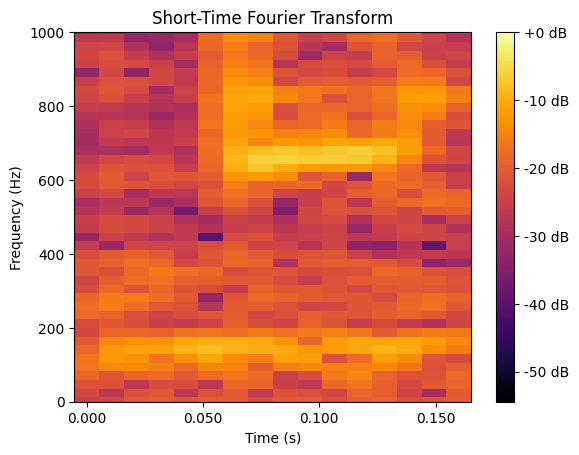 Short-Time Fourier Transform
1000
800
600
400
200
0
Frequency (Hz)
0.000
0.050
0.100
0.150
Time (s)
+0 dB
-10 dB
-20 dB
-30 dB
-40 dB
-50 dB